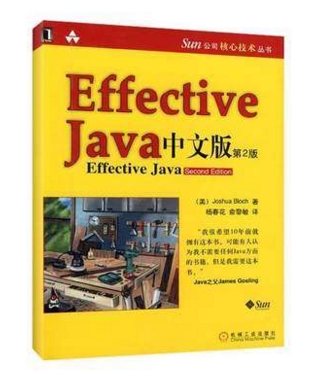 Sun 公司核心技术丛书
Effective
Java中文版 第2版
Effective Java Second Edition
(美) Joshua Bloch 著
杨春花 俞黎敏 译
“我很希望10年前就
拥有这本书。可能有人认
为我不需要任何Java方面
的书籍，但是我需要这本
书。”
Java之父James Gosling
Sun
机械工业出版社
China Machine Press